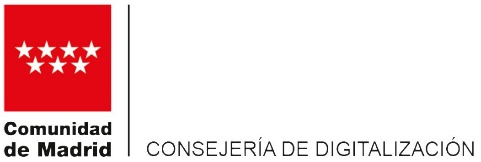 Comunidad
de Madrid
CONSEJERÍA DE DIGITALIZACIÓN